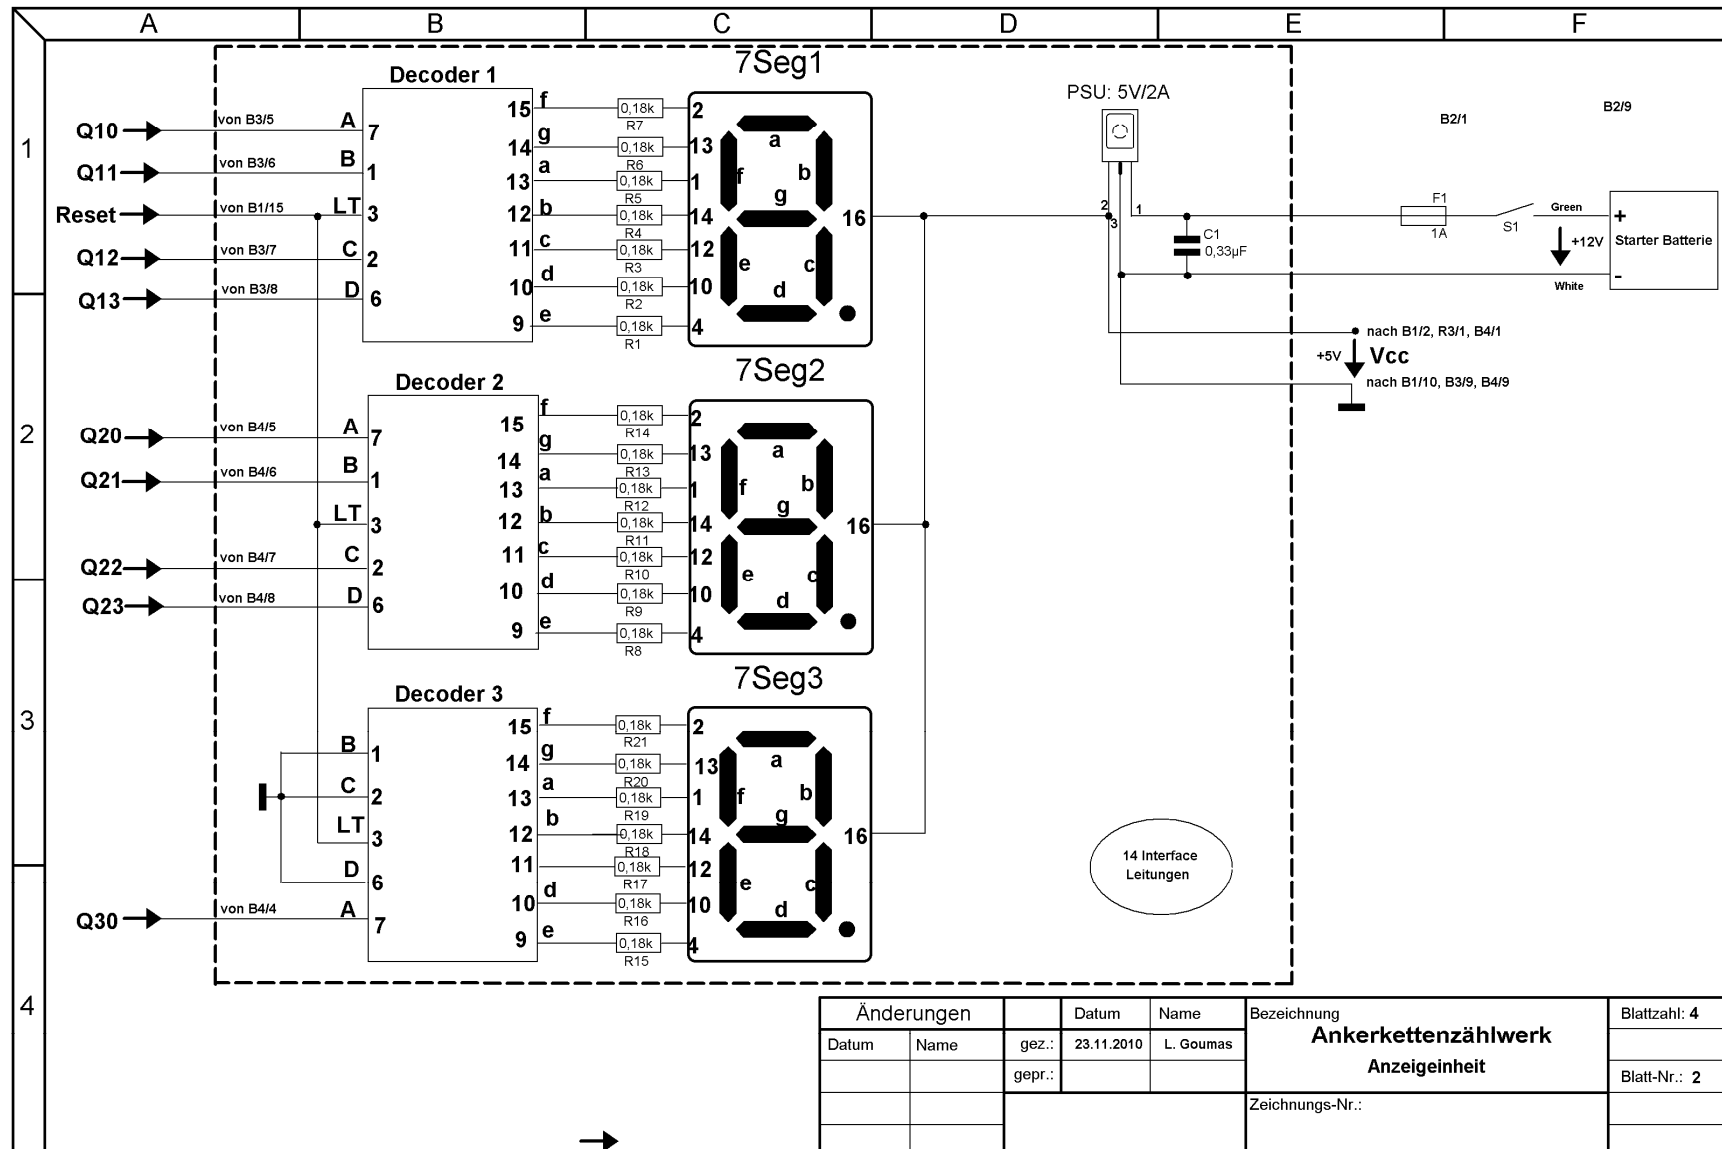 A B C D E F
1
2
3
4
7Seg1
Decoder 1
Q10 von B3/5 A 7
Q11 von B3/6 B 1
Reset von B1/15 LT 3
Q12 von B3/7 C 2
Q13 von B3/8 D 6
15 f 0,18k R7 2
14 g 0,18k R6 13
13 a 0,18k R5 1
12 b 0,18k R4 14
11 c 0,18k R3 12
10 d 0,18k R2 10
9 e 0,18k R1 4
a
f b
g
e c
d
16
7Seg2
Decoder 2
Q20 von B4/5 A 7
Q21 von B4/6 B 1
LT 3
Q22 von B4/7 C 2
Q23 von B4/8 D 6
15 f 0,18k R14 2
14 g 0,18k R13 13
13 a 0,18k R12 1
12 b 0,18k R11 14
11 c 0,18k R10 12
10 d 0,18k R9 10
9 e 0,18k R8 4
a
f b
g
e c
d
16
7Seg3
Decoder 3
B 1
C 2
LT 3
D 6
Q30 von B4/4 A 7
15 f 0,18k R21 2
14 g 0,18k R20 13
13 a 0,18k R19 1
12 b 0,18k R18 14
11 0,18k R17 12
10 d 0,18k R16 10
9 e 0,18k R15 4
a
f b
g
e c
d
16
PSU: 5V/2A
2 1
3
C1
0,33µF
B2/1
B2/9
F1
1A
S1
Green
+12V
White
+
Starter Batterie
-
nach B1/2, R3/1, B4/1
+5V Vcc
nach B1/10, B3/9, B4/9
14 Interface
Leitungen
Änderungen
Datum Name
Datum Name
gez.: 23.11.2010 L. Goumas
gepr.:
Bezeichnung
Ankerkettenzählwerk
Anzeigeinheit
Zeichnungs-Nr.:
Blattzahl: 4
Blatt-Nr.: 2